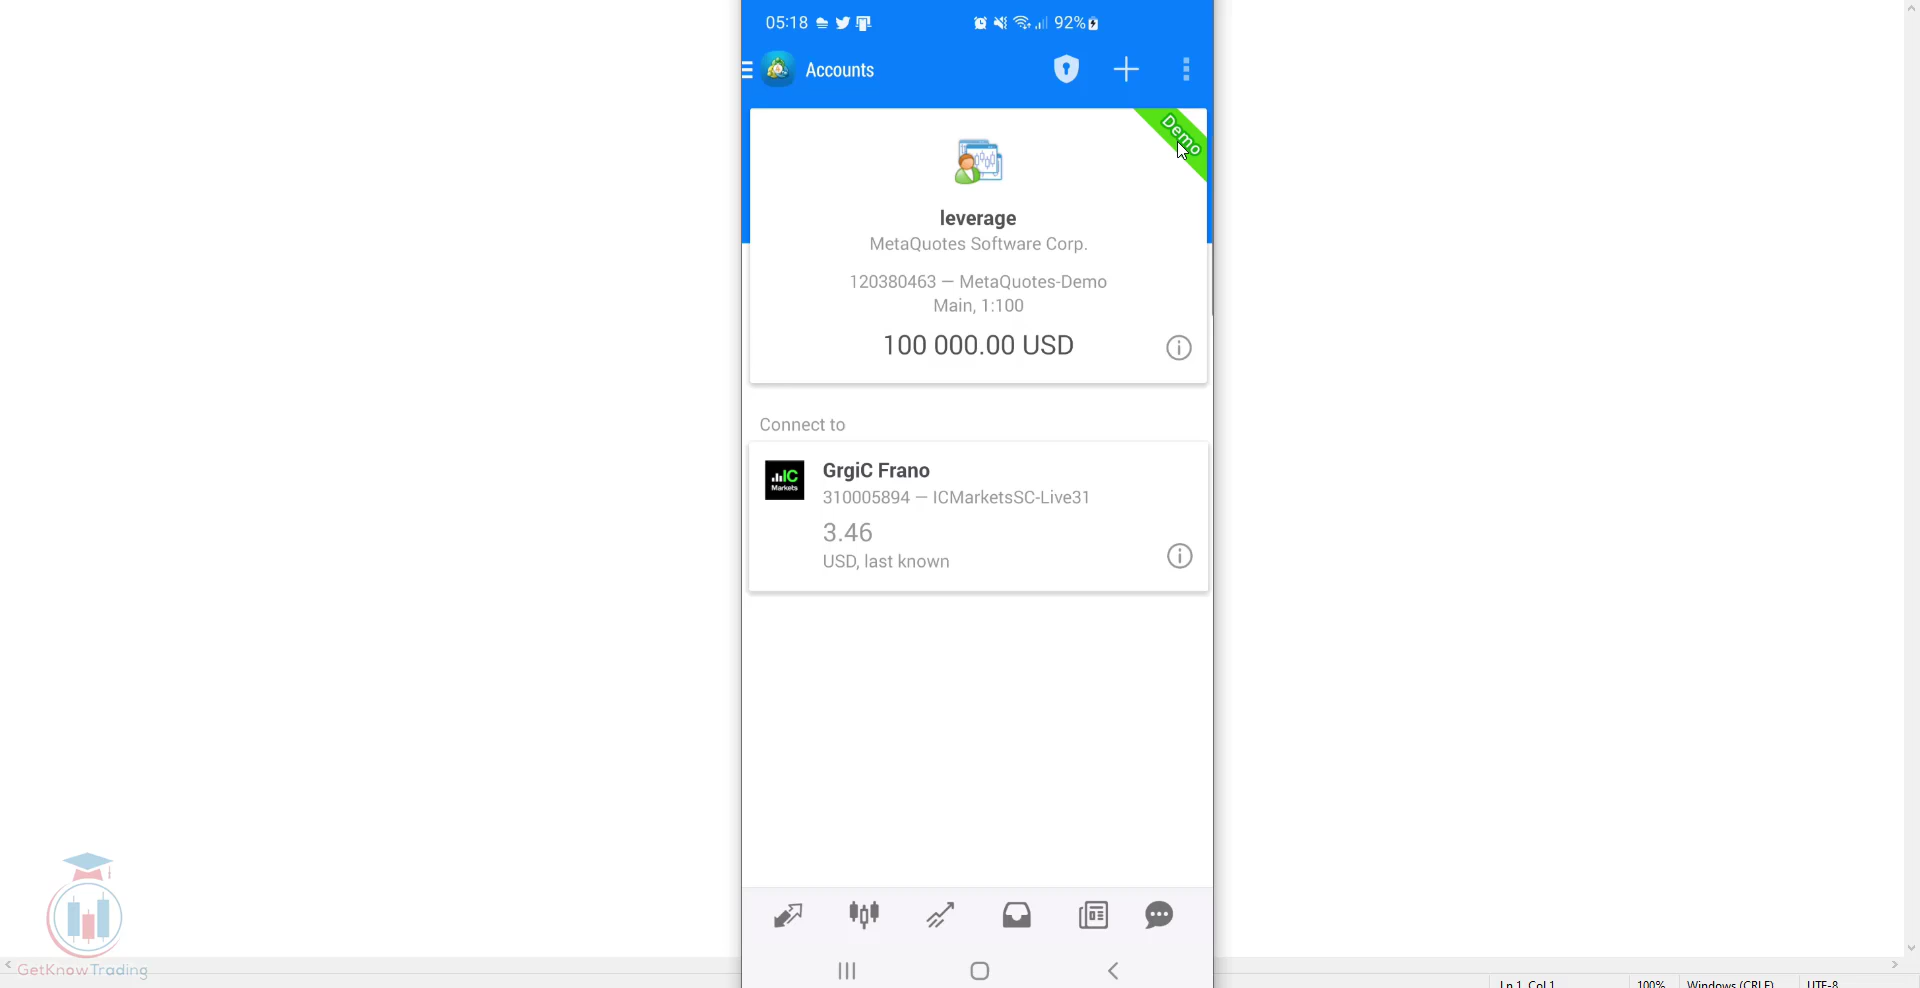 05:18 92%
Accounts
Demo
leverage
MetaQuotes Software Corp.
120380463 — MetaQuotes-Demo
Main, 1:100
100 000.00 USD
Connect to
IC
Markets
GrgiC Frano
310005894 — ICMarketsSC-Live31
3.46
USD, last known
GetKnowTrading
Ln 1, Col 1 100% Windows (CRLF) UTF-8